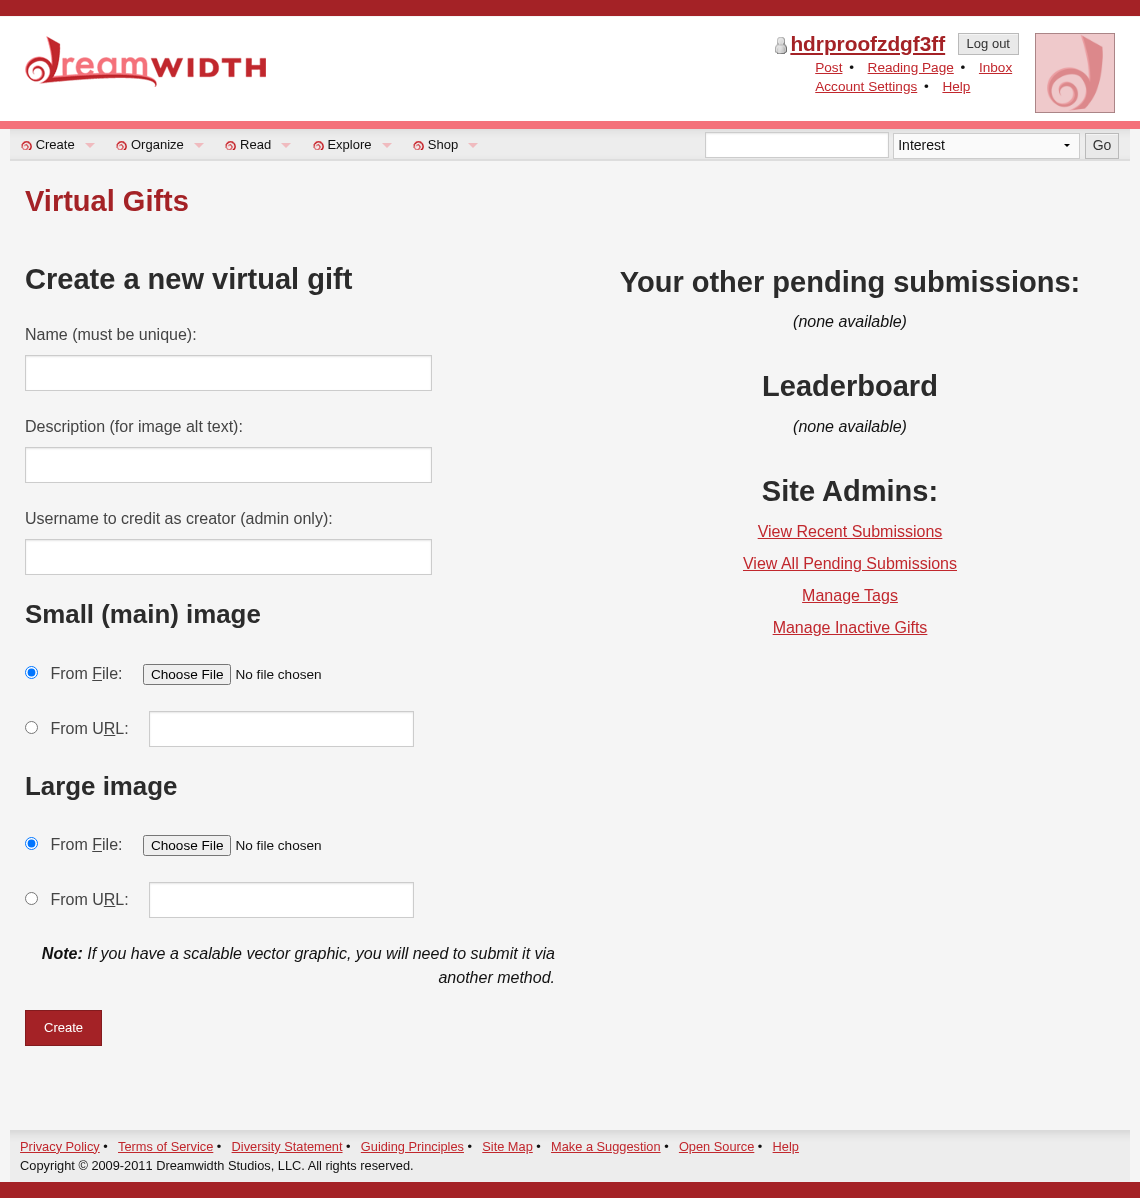 dreamwidth
hdrproofzdgf3ff Log out
Post • Reading Page • Inbox
Account Settings • Help
Create Organize Read Explore Shop Interest Go
Virtual Gifts
Create a new virtual gift
Name (must be unique):
Description (for image alt text):
Username to credit as creator (admin only):
Small (main) image
From File: Choose File No file chosen
From URL:
Large image
From File: Choose File No file chosen
From URL:
Note: If you have a scalable vector graphic, you will need to submit it via
another method.
Create
Your other pending submissions:
(none available)
Leaderboard
(none available)
Site Admins:
View Recent Submissions
View All Pending Submissions
Manage Tags
Manage Inactive Gifts
Privacy Policy • Terms of Service • Diversity Statement • Guiding Principles • Site Map • Make a Suggestion • Open Source • Help
Copyright © 2009-2011 Dreamwidth Studios, LLC. All rights reserved.